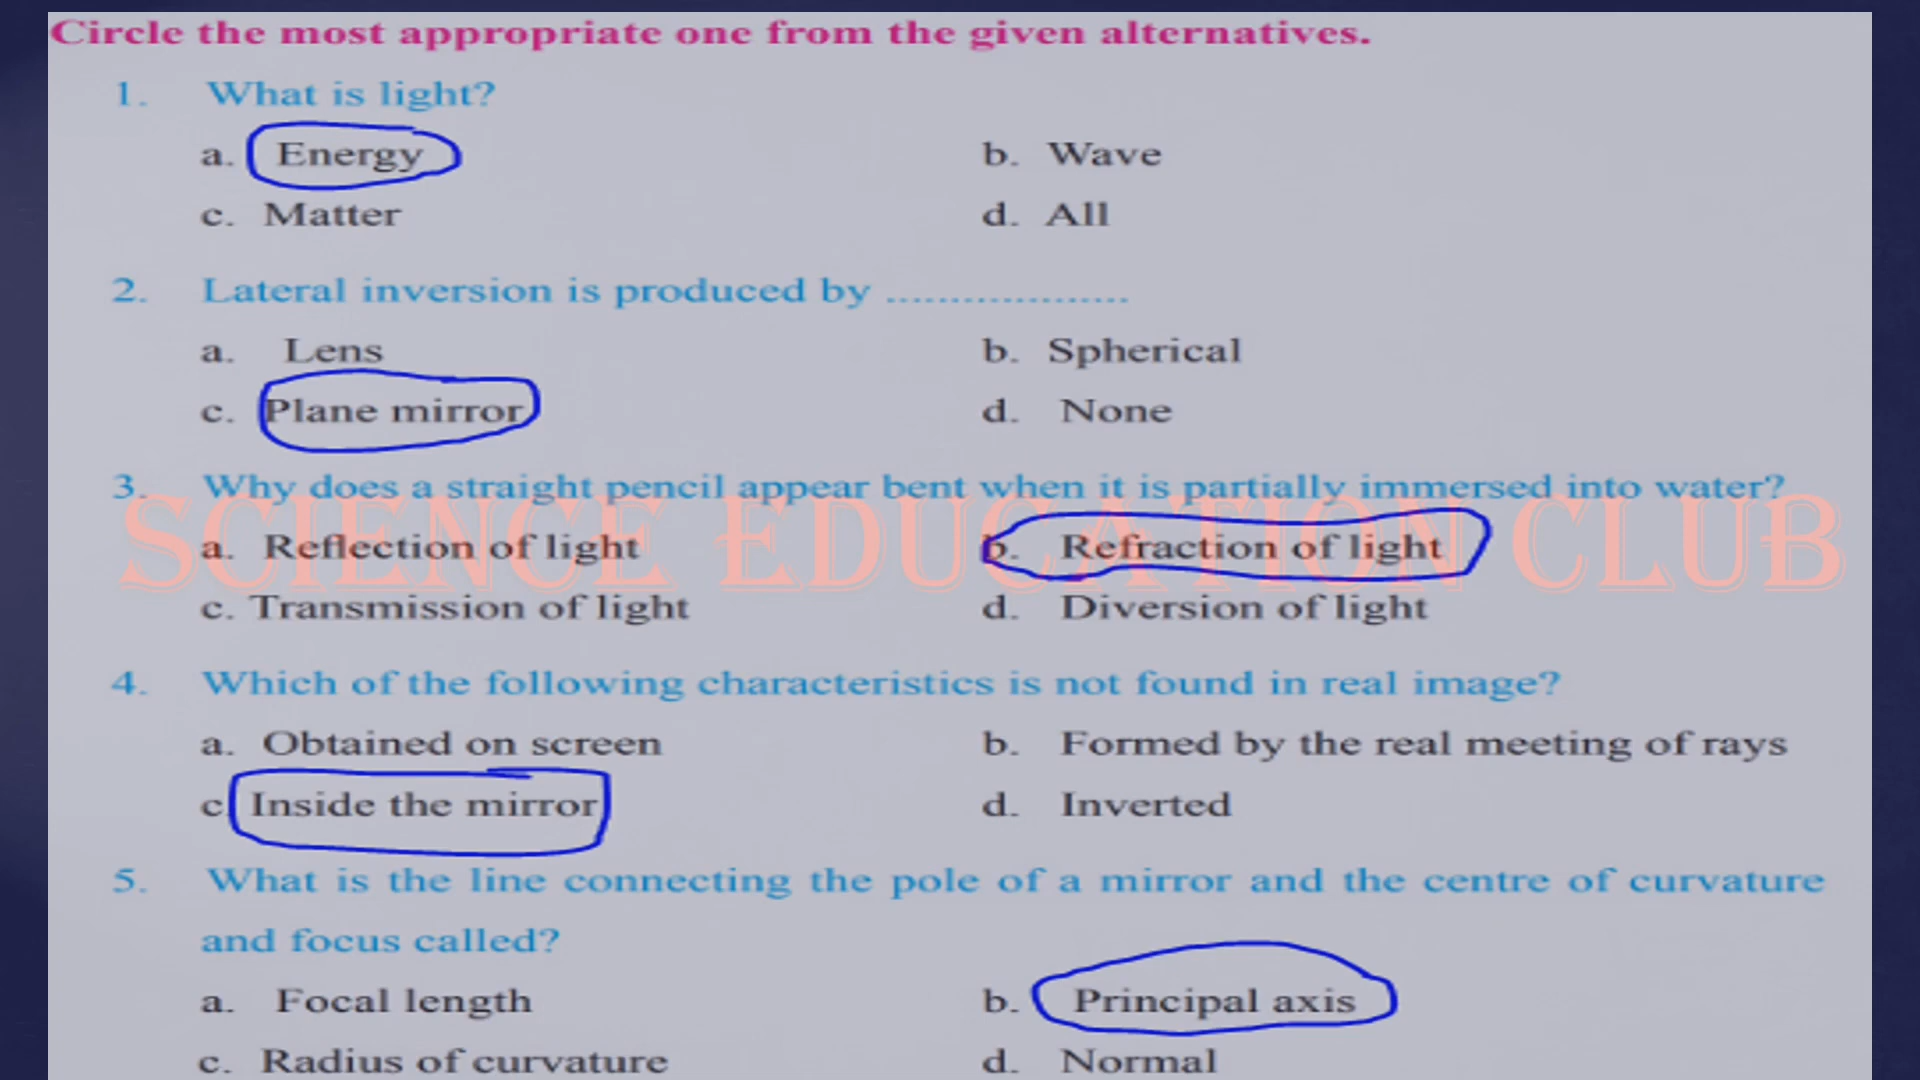 Circle the most appropriate one from the given alternatives.
1. What is light?
a. Energy b. Wave
c. Matter d. All
2. Lateral inversion is produced by ...................
a. Lens b. Spherical
c. Plane mirror d. None
3. Why does a straight pencil appear bent when it is partially immersed into water?
SCIENCE EDUCATION CLUB
a. Reflection of light b. Refraction of light
c. Transmission of light d. Diversion of light
4. Which of the following characteristics is not found in real image?
a. Obtained on screen b. Formed by the real meeting of rays
c. Inside the mirror d. Inverted
5. What is the line connecting the pole of a mirror and the centre of curvature
and focus called?
a. Focal length b. Principal axis
c. Radius of curvature d. Normal